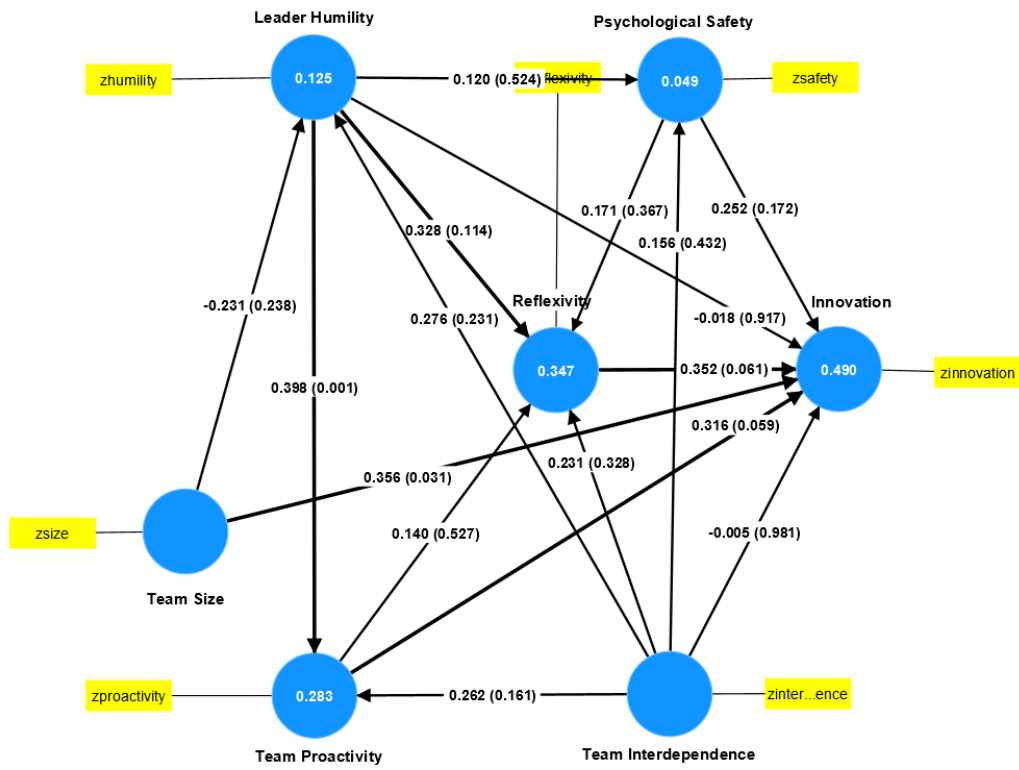 Leader Humility
Psychological Safety
zhumility
0.125
0.120 (0.524)
flexivity
0.049
zsafety
0.171 (0.367)
0.252 (0.172)
0.328 (0.114)
0.156 (0.432)
-0.231 (0.238)
0.276 (0.231)
Reflexivity
-0.018 (0.917)
Innovation
0.398 (0.001)
0.347
0.352 (0.061)
0.490
zinnovation
0.316 (0.059)
0.356 (0.031)
0.231 (0.328)
zsize
0.140 (0.527)
-0.005 (0.981)
Team Size
zproactivity
0.283
0.262 (0.161)
zinter...ence
Team Proactivity
Team Interdependence